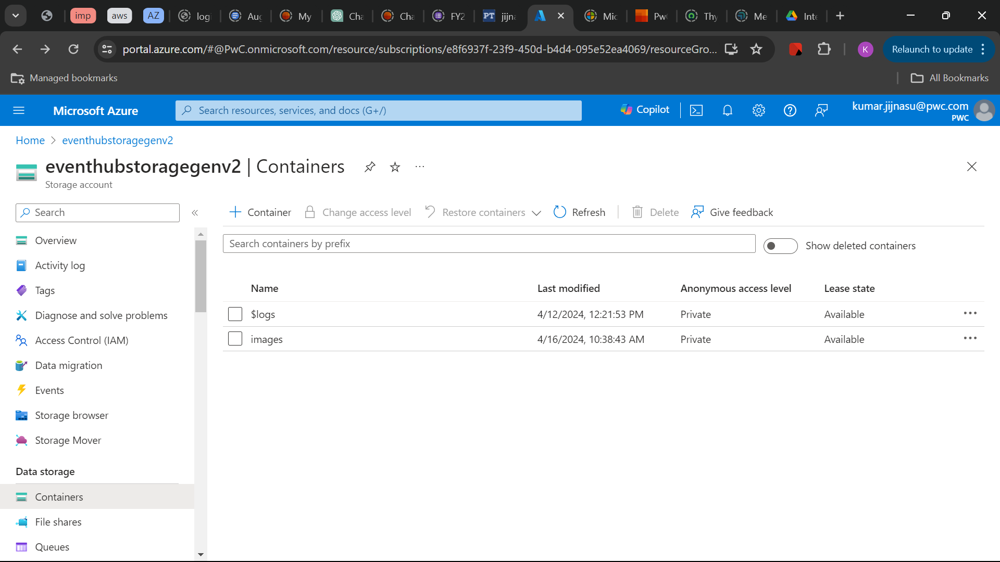 imp
aws
AZ
log
Aug
My
Cha
Cha
FY2
PT jijna
Mic
Pw
Thy
Me
Inte
portal.azure.com/#@PwC.onmicrosoft.com/resource/subscriptions/e8f6937f-23f9-450d-b4d4-095e52ea4069/resourceGro...
K
Relaunch to update
Managed bookmarks
All Bookmarks
Microsoft Azure
Search resources, services, and docs (G+/)
Copilot
kumar.jijnasu@pwc.com
PWC
Home > eventhubstoragegenv2
eventhubstoragegenv2 | Containers
Storage account
Search
Container
Change access level
Restore containers
Refresh
Delete
Give feedback
Overview
Activity log
Tags
Diagnose and solve problems
Access Control (IAM)
Data migration
Events
Storage browser
Storage Mover
Data storage
Containers
File shares
Queues
Search containers by prefix
Show deleted containers
Name Last modified Anonymous access level Lease state
$logs 4/12/2024, 12:21:53 PM Private Available
images 4/16/2024, 10:38:43 AM Private Available